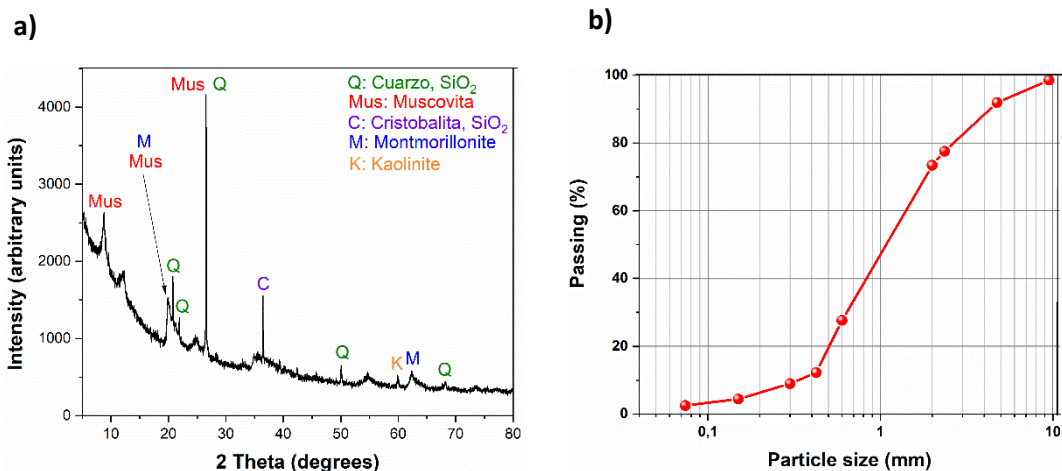 a)
Q: Cuarzo, SiO2
Mus: Muscovita
C: Cristobalita, SiO2
M: Montmorillonite
K: Kaolinite
Mus Q
M
Mus
Mus
Q
Q
C
Q
K
M
Q
4000
3000
2000
1000
0
10 20 30 40 50 60 70 80
Intensity (arbitrary units)
2 Theta (degrees)
b)
100
80
60
40
20
0
0,1 1 10
Passing (%)
Particle size (mm)